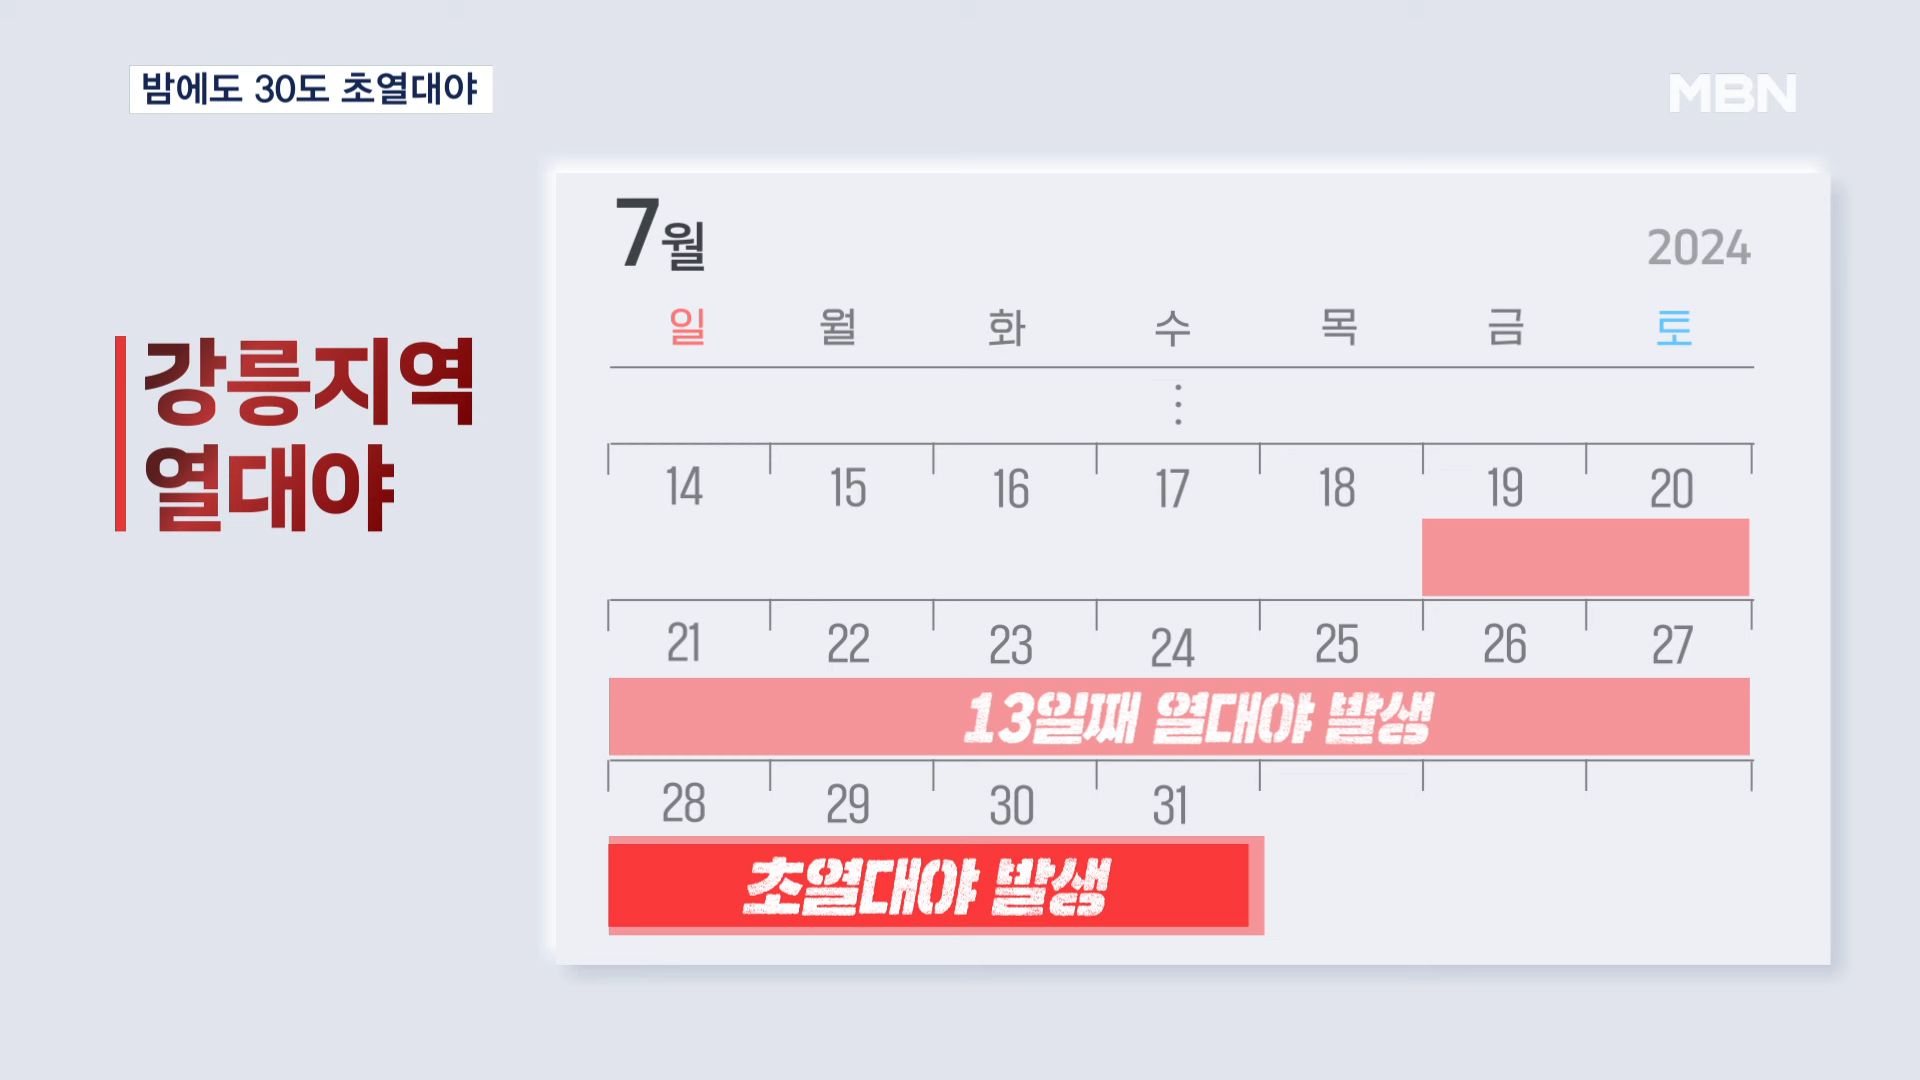 밤에도 30도 초열대야
MBN
강릉지역
열대야
7월
2024
일 월 화 수 목 금 토
14 15 16 17 18 19 20
21 22 23 24 25 26 27
13일째 열대야 발생
28 29 30 31
초열대야 발생